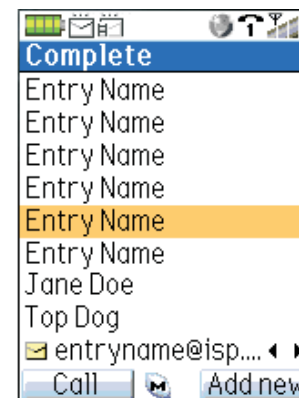 Complete
Entry Name
Entry Name
Entry Name
Entry Name
Entry Name
Entry Name
Jane Doe
Top Dog
entryname@isp....
Call M Add new